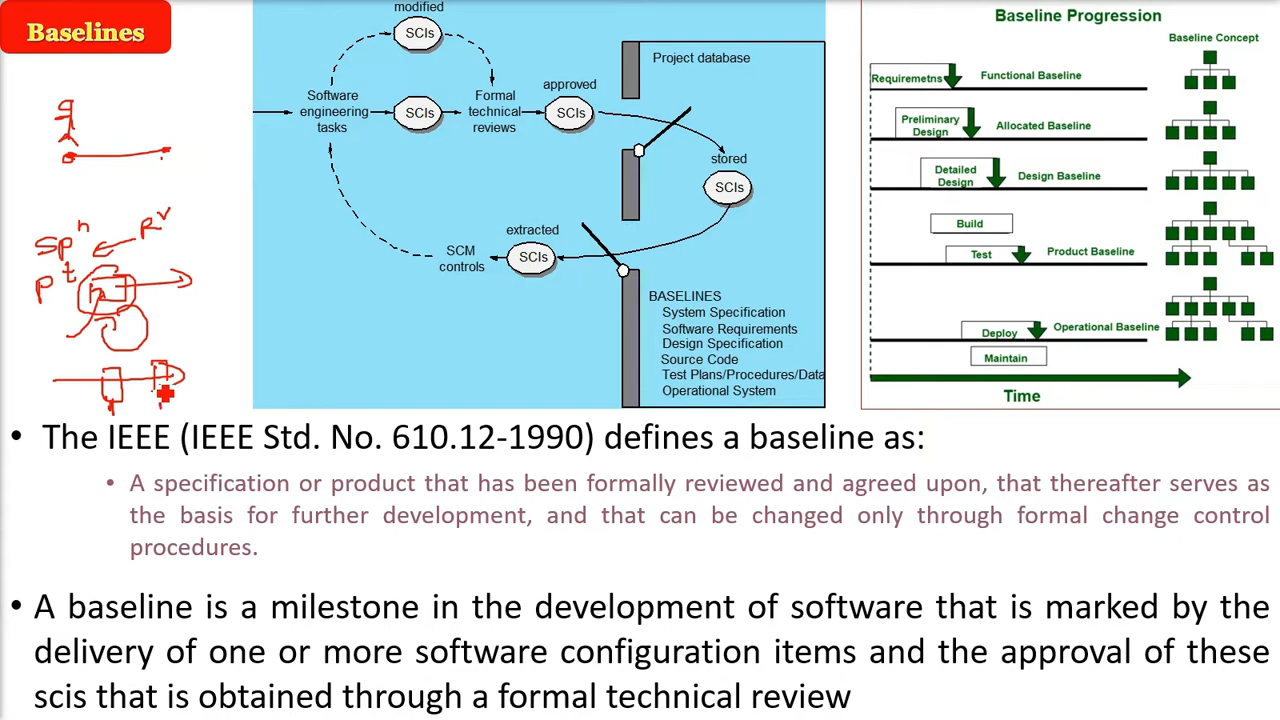 Baselines
modified
SCIs
Software
engineering
tasks
SCIs
Formal
technical
reviews
approved
SCIs
Project database
stored
SCIs
extracted
SCIs
SCM
controls
BASELINES
System Specification
Software Requirements
Design Specification
Source Code
Test Plans/Procedures/Data
Operational System
Baseline Progression
Baseline Concept
Requiremetns
Functional Baseline
Preliminary
Design
Allocated Baseline
Detailed
Design
Design Baseline
Build
Test
Product Baseline
Deploy
Operational Baseline
Maintain
Time
spn
Rv
pt
• The IEEE (IEEE Std. No. 610.12-1990) defines a baseline as:
• A specification or product that has been formally reviewed and agreed upon, that thereafter serves as
the basis for further development, and that can be changed only through formal change control
procedures.
• A baseline is a milestone in the development of software that is marked by the
delivery of one or more software configuration items and the approval of these
scis that is obtained through a formal technical review